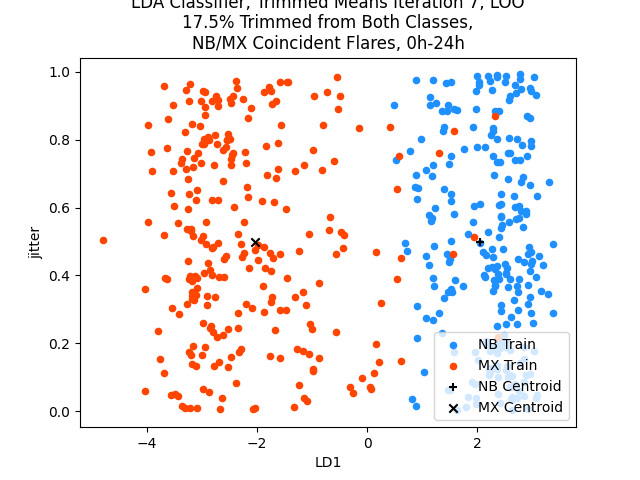 LDA Classifier, Trimmed Means Iteration 7, LOO
17.5% Trimmed from Both Classes,
NB/MX Coincident Flares, 0h-24h
1.0
0.8
0.6
0.4
0.2
0.0
jitter
−4
−2
0
2
LD1
NB Train
MX Train
NB Centroid
MX Centroid